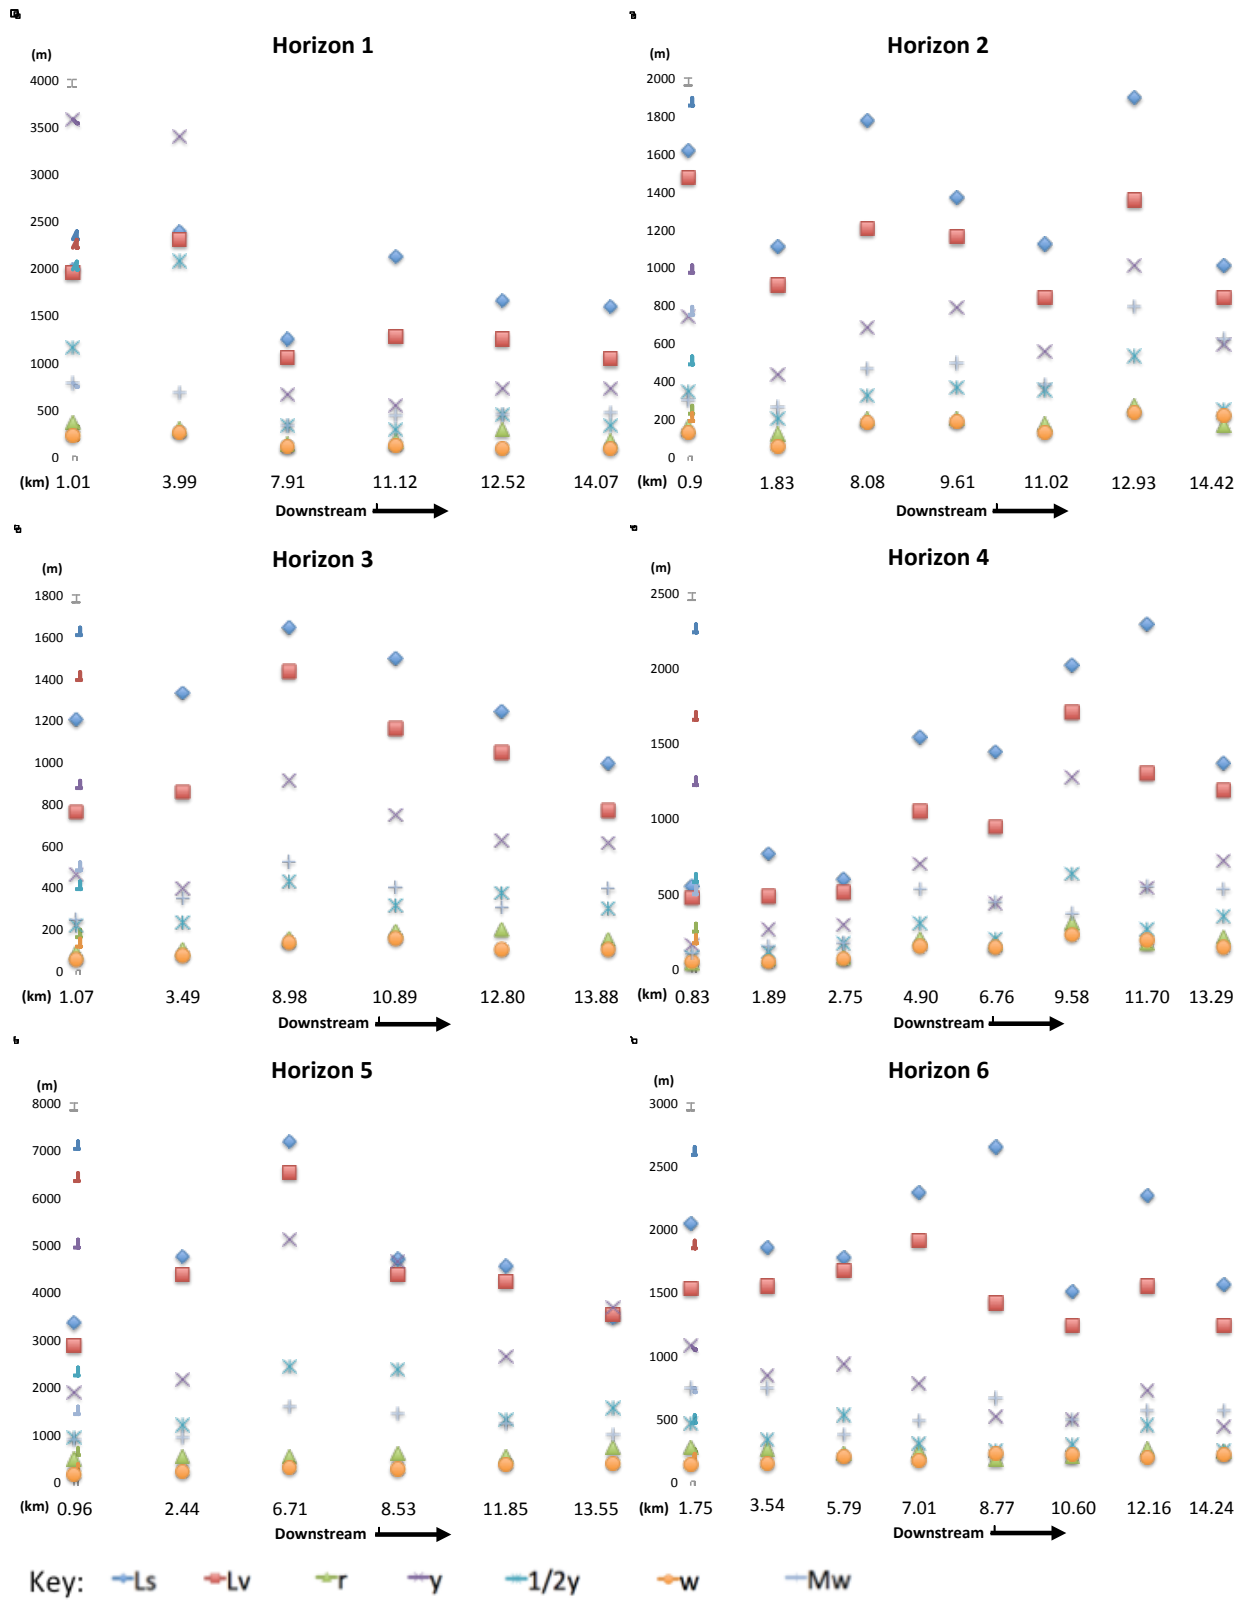 Horizon 1
(m)
4000
3500
3000
2500
2000
1500
1000
500
0
(km) 1.01 3.99 7.91 11.12 12.52 14.07
Downstream
Horizon 2
(m)
2000
1800
1600
1400
1200
1000
800
600
400
200
0
(km) 0.9 1.83 8.08 9.61 11.02 12.93 14.42
Downstream
Horizon 3
(m)
1800
1600
1400
1200
1000
800
600
400
200
0
(km) 1.07 3.49 8.98 10.89 12.80 13.88
Downstream
Horizon 4
(m)
2500
2000
1500
1000
500
0
(km) 0.83 1.89 2.75 4.90 6.76 9.58 11.70 13.29
Downstream
Horizon 5
(m)
8000
7000
6000
5000
4000
3000
2000
1000
0
(km) 0.96 2.44 6.71 8.53 11.85 13.55
Downstream
Horizon 6
(m)
3000
2500
2000
1500
1000
500
0
(km) 1.75 3.54 5.79 7.01 8.77 10.60 12.16 14.24
Downstream
Key: Ls Lv r y 1/2y w Mw